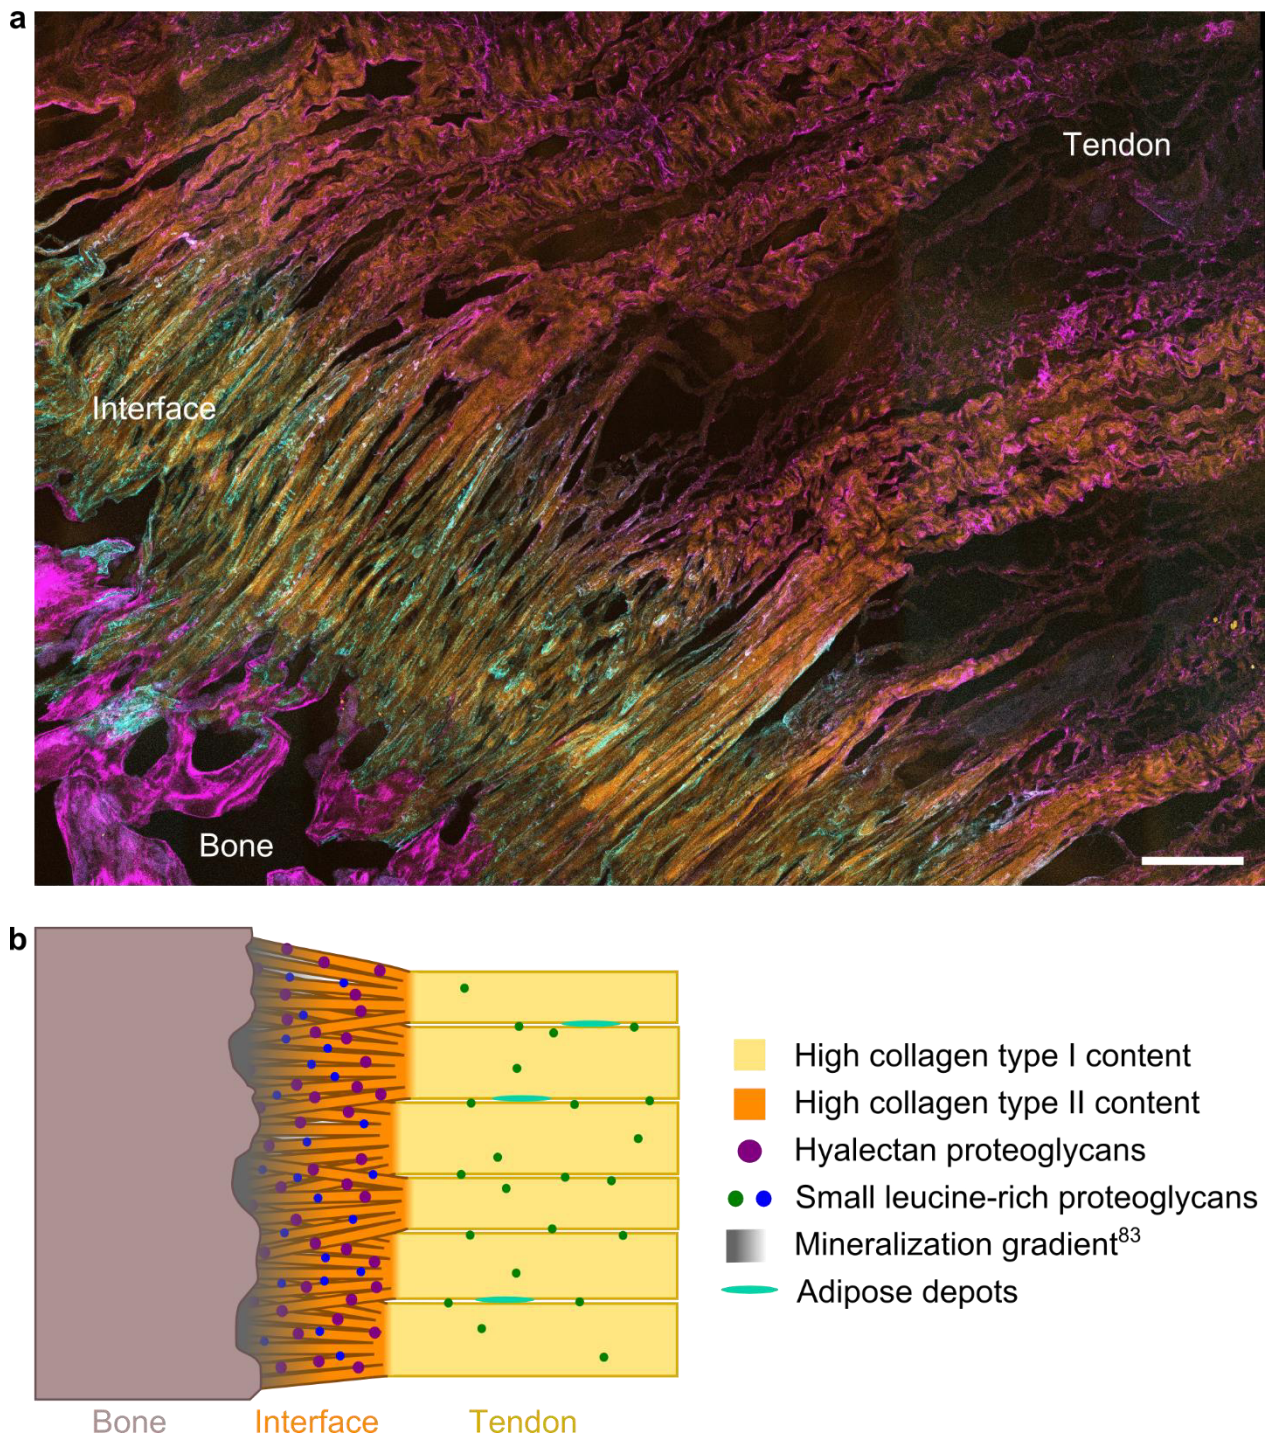 a
Tendon
Interface
Bone
b
High collagen type I content
High collagen type II content
Hyalectan proteoglycans
Small leucine-rich proteoglycans
Mineralization gradient⁸³
Adipose depots
Bone Interface Tendon